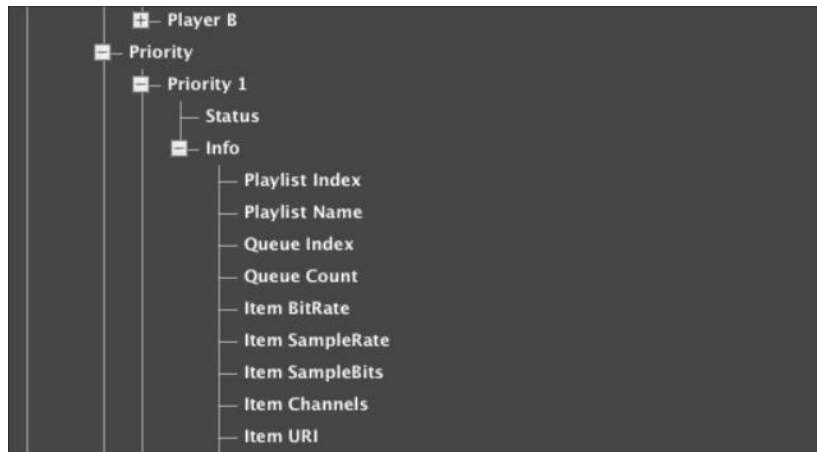 Player B
Priority
Priority 1
Status
Info
Playlist Index
Playlist Name
Queue Index
Queue Count
Item BitRate
Item SampleRate
Item SampleBits
Item Channels
Item URI